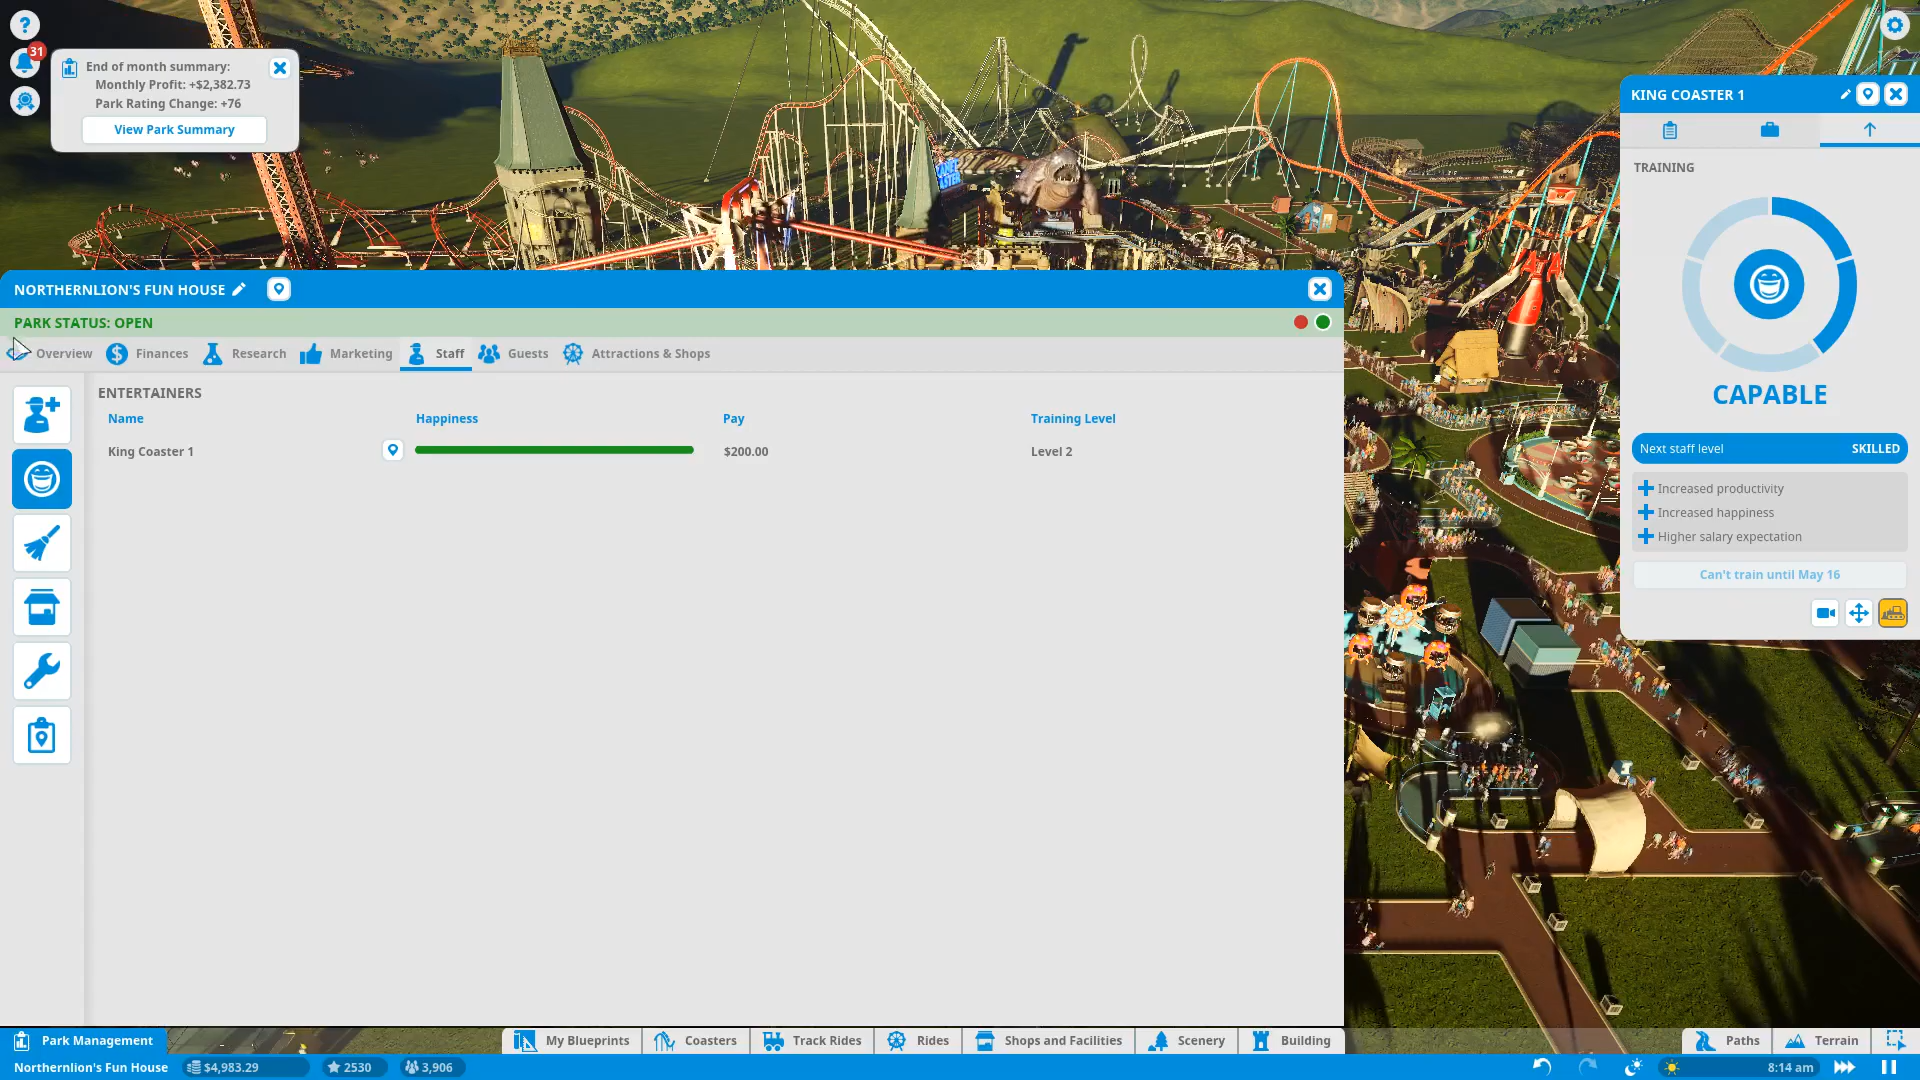 31
End of month summary:
Monthly Profit: +$2,382.73
Park Rating Change: +76
View Park Summary
KING COASTER 1
TRAINING
CAPABLE
Next staff level SKILLED
Increased productivity
Increased happiness
Higher salary expectation
Can't train until May 16
NORTHERNLION'S FUN HOUSE
PARK STATUS: OPEN
Overview Finances Research Marketing Staff Guests Attractions & Shops
ENTERTAINERS
Name Happiness Pay Training Level
King Coaster 1 $200.00 Level 2
Park Management My Blueprints Coasters Track Rides Rides Shops and Facilities Scenery Building Paths Terrain
Northernlion's Fun House $4,983.29 2530 3,906 8:14 am